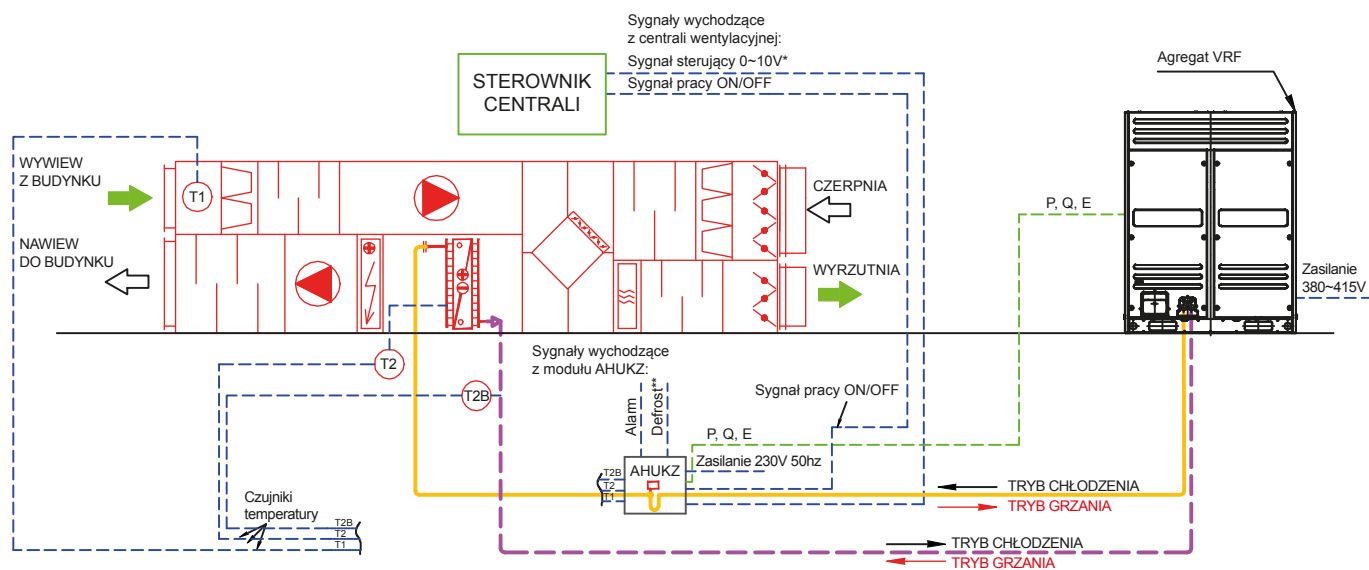 Sygnały wychodzące
z centrali wentylacyjnej:
Sygnał sterujący 0~10V*
Sygnał pracy ON/OFF
STEROWNIK
CENTRALI
Agregat VRF
WYWIEW
Z BUDYNKU
T1
CZERPNIA
P, Q, E
NAWIEW
DO BUDYNKU
WYRZUTNIA
Zasilanie
380~415V
Sygnały wychodzące
z modułu AHUKZ:
T2
T2B
Alarm
Defrost**
Sygnał pracy ON/OFF
P, Q, E
Zasilanie 230V 50hz
AHUKZ
T2B
T2
T1
TRYB CHŁODZENIA
TRYB GRZANIA
Czujniki
temperatury
T2B
T2
T1
TRYB CHŁODZENIA
TRYB GRZANIA